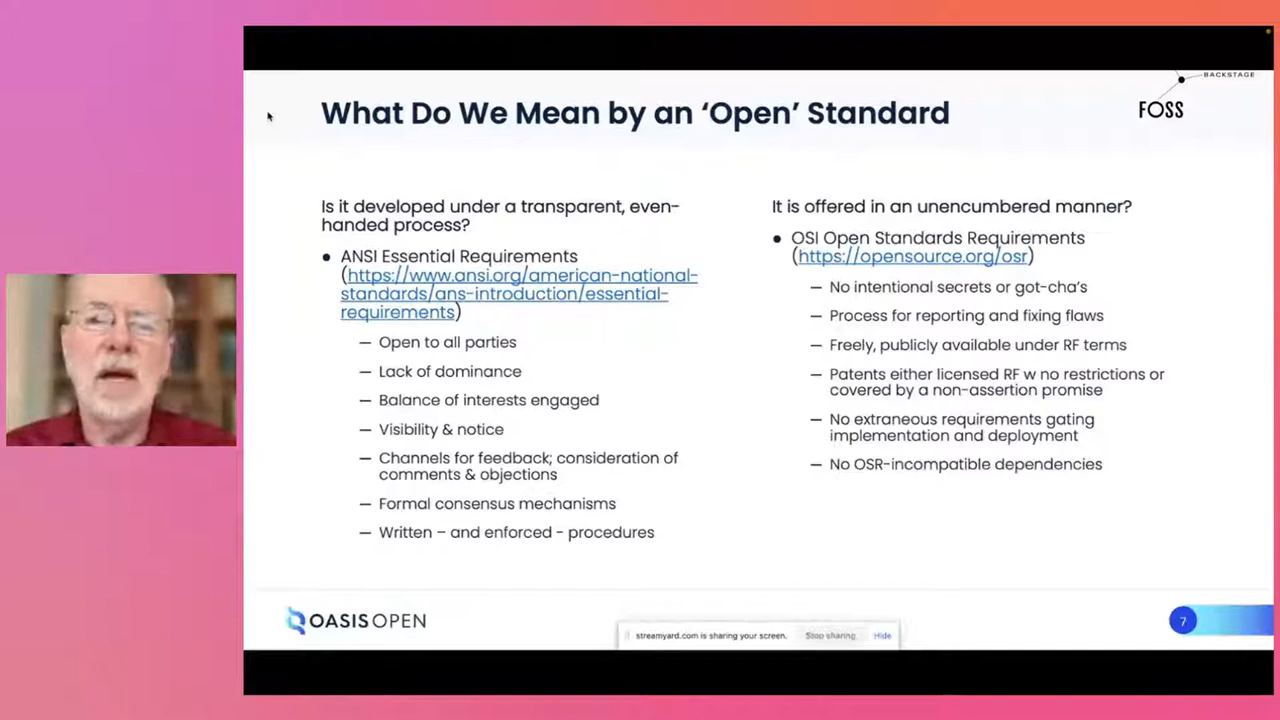 BACKSTAGE
FOSS
What Do We Mean by an ‘Open’ Standard
Is it developed under a transparent, even-
handed process?
● ANSI Essential Requirements
(https://www.ansi.org/american-national-
standards/ans-introduction/essential-
requirements)
– Open to all parties
– Lack of dominance
– Balance of interests engaged
– Visibility & notice
– Channels for feedback; consideration of
comments & objections
– Formal consensus mechanisms
– Written – and enforced - procedures
It is offered in an unencumbered manner?
● OSI Open Standards Requirements
(https://opensource.org/osr)
– No intentional secrets or got-cha’s
– Process for reporting and fixing flaws
– Freely, publicly available under RF terms
– Patents either licensed RF w no restrictions or
covered by a non-assertion promise
– No extraneous requirements gating
implementation and deployment
– No OSR-incompatible dependencies
OASIS OPEN
streamyard.com is sharing your screen.
Stop sharing
Hide
7